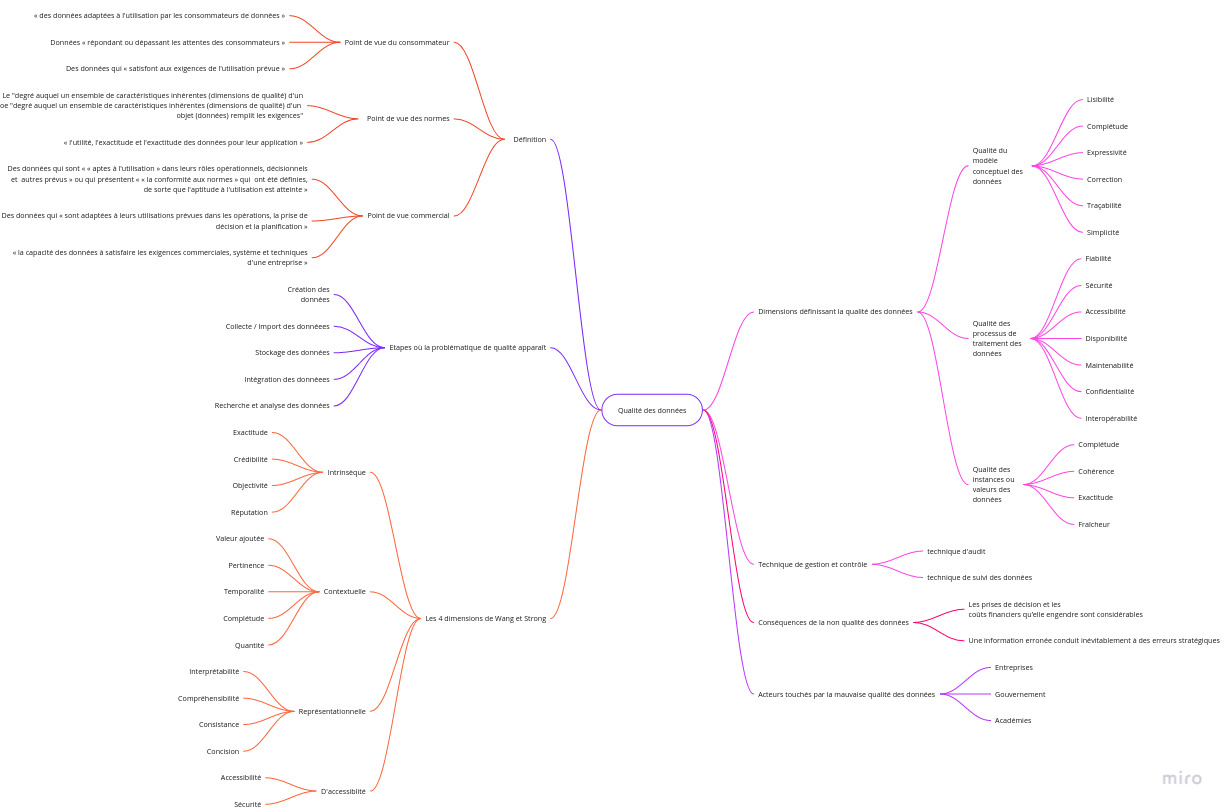 Qualité des données
Définition
Point de vue du consommateur
« des données adaptées à l'utilisation par les consommateurs de données »
Données « répondant ou dépassant les attentes des consommateurs »
Des données qui « satisfont aux exigences de l'utilisation prévue »
Point de vue des normes
Le "degré auquel un ensemble de caractéristiques inhérentes (dimensions de qualité) d'un
"degré auquel un ensemble de caractéristiques inhérentes (dimensions de qualité) d'un
objet (données) remplit les exigences"
« l'utilité, l'exactitude et l'exactitude des données pour leur application »
Point de vue commercial
Des données qui sont « « aptes à l'utilisation » dans leurs rôles opérationnels, décisionnels
et autres prévus » ou qui présentent « « la conformité aux normes » qui ont été définies,
de sorte que l'aptitude à l'utilisation est atteinte »
Des données qui « sont adaptées à leurs utilisations prévues dans les opérations, la prise de
décision et la planification »
« la capacité des données à satisfaire les exigences commerciales, système et techniques
d'une entreprise »
Etapes où la problématique de qualité apparaît
Création des
données
Collecte / Import des donnéees
Stockage des données
Intégration des donnéees
Recherche et analyse des données
Les 4 dimensions de Wang et Strong
Intrinsèque
Exactitude
Crédibilité
Objectivité
Réputation
Contextuelle
Valeur ajoutée
Pertinence
Temporalité
Complétude
Quantité
Représentationnelle
Interprétabilité
Compréhensibilité
Consistance
Concision
D'accessiblité
Accessibilité
Sécurité
Dimensions définissant la qualité des données
Qualité du
modèle
conceptuel des
données
Lisibilité
Complétude
Expressivité
Correction
Traçabilité
Simplicité
Qualité des
processus de
traitement des
données
Fiabilité
Sécurité
Accessibilité
Disponibilité
Maintenabilité
Confidentialité
Interopérabilité
Qualité des
instances ou
valeurs des
données
Complétude
Cohérence
Exactitude
Fraîcheur
Technique de gestion et contrôle
technique d'audit
technique de suivi des données
Conséquences de la non qualité des données
Les prises de décision et les
coûts financiers qu'elle engendre sont considérables
Une information erronée conduit inévitablement à des erreurs stratégiques
Acteurs touchés par la mauvaise qualité des données
Entreprises
Gouvernement
Académies
miro